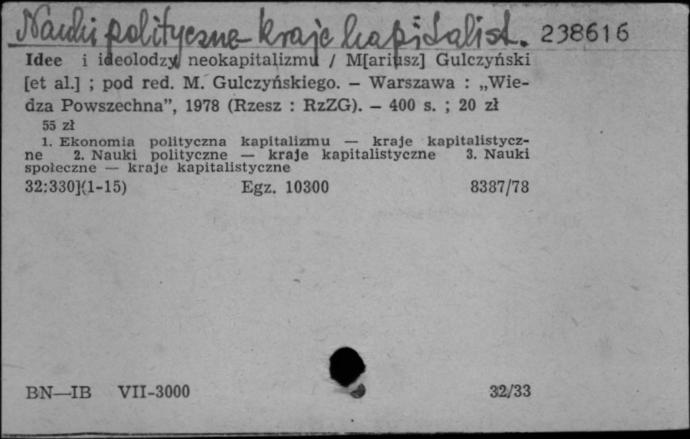 Nauki polityczne – kraje kapitalist. 238616
Idee i ideolodzy neokapitalizmu / M[ariusz] Gulczyński
[et al.] ; pod red. M. Gulczyńskiego. – Warszawa : „Wie-
dza Powszechna”, 1978 (Rzesz : RzZG). – 400 s. ; 20 zł
55 zł
1. Ekonomia polityczna kapitalizmu — kraje kapitalistycz-
ne 2. Nauki polityczne — kraje kapitalistyczne 3. Nauki
społeczne — kraje kapitalistyczne
32:330](1-15) Egz. 10300 8387/78
BN—IB VII-3000 32/33